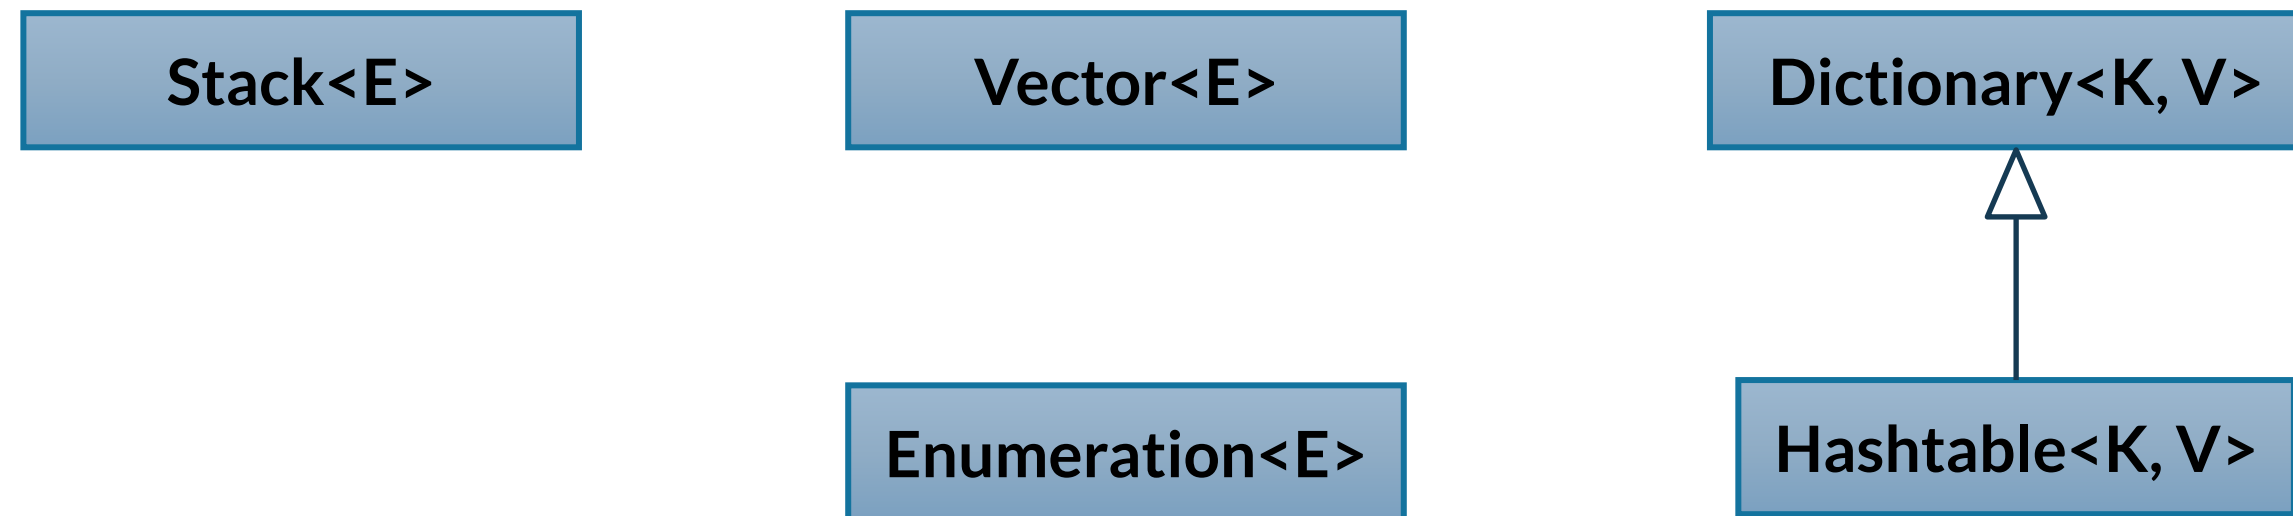 Stack<E>
Vector<E>
Dictionary<K, V>
Enumeration<E>
Hashtable<K, V>